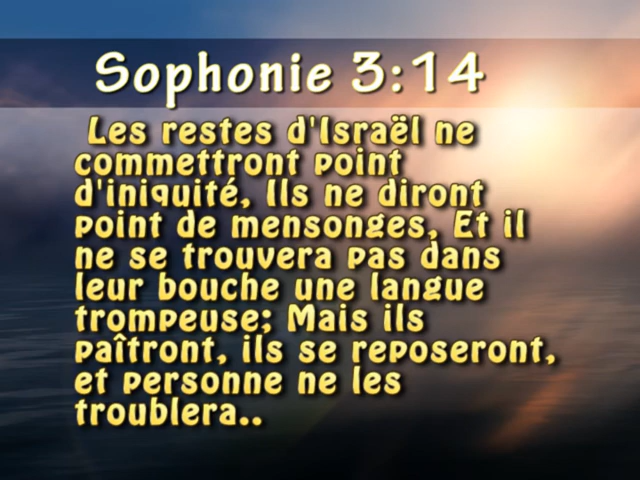 Sophonie 3:14
Les restes d'Israël ne
commettront point
d'iniquité, Ils ne diront
point de mensonges, Et il
ne se trouvera pas dans
leur bouche une langue
trompeuse; Mais ils
paîtront, ils se reposeront,
et personne ne les
troublera..